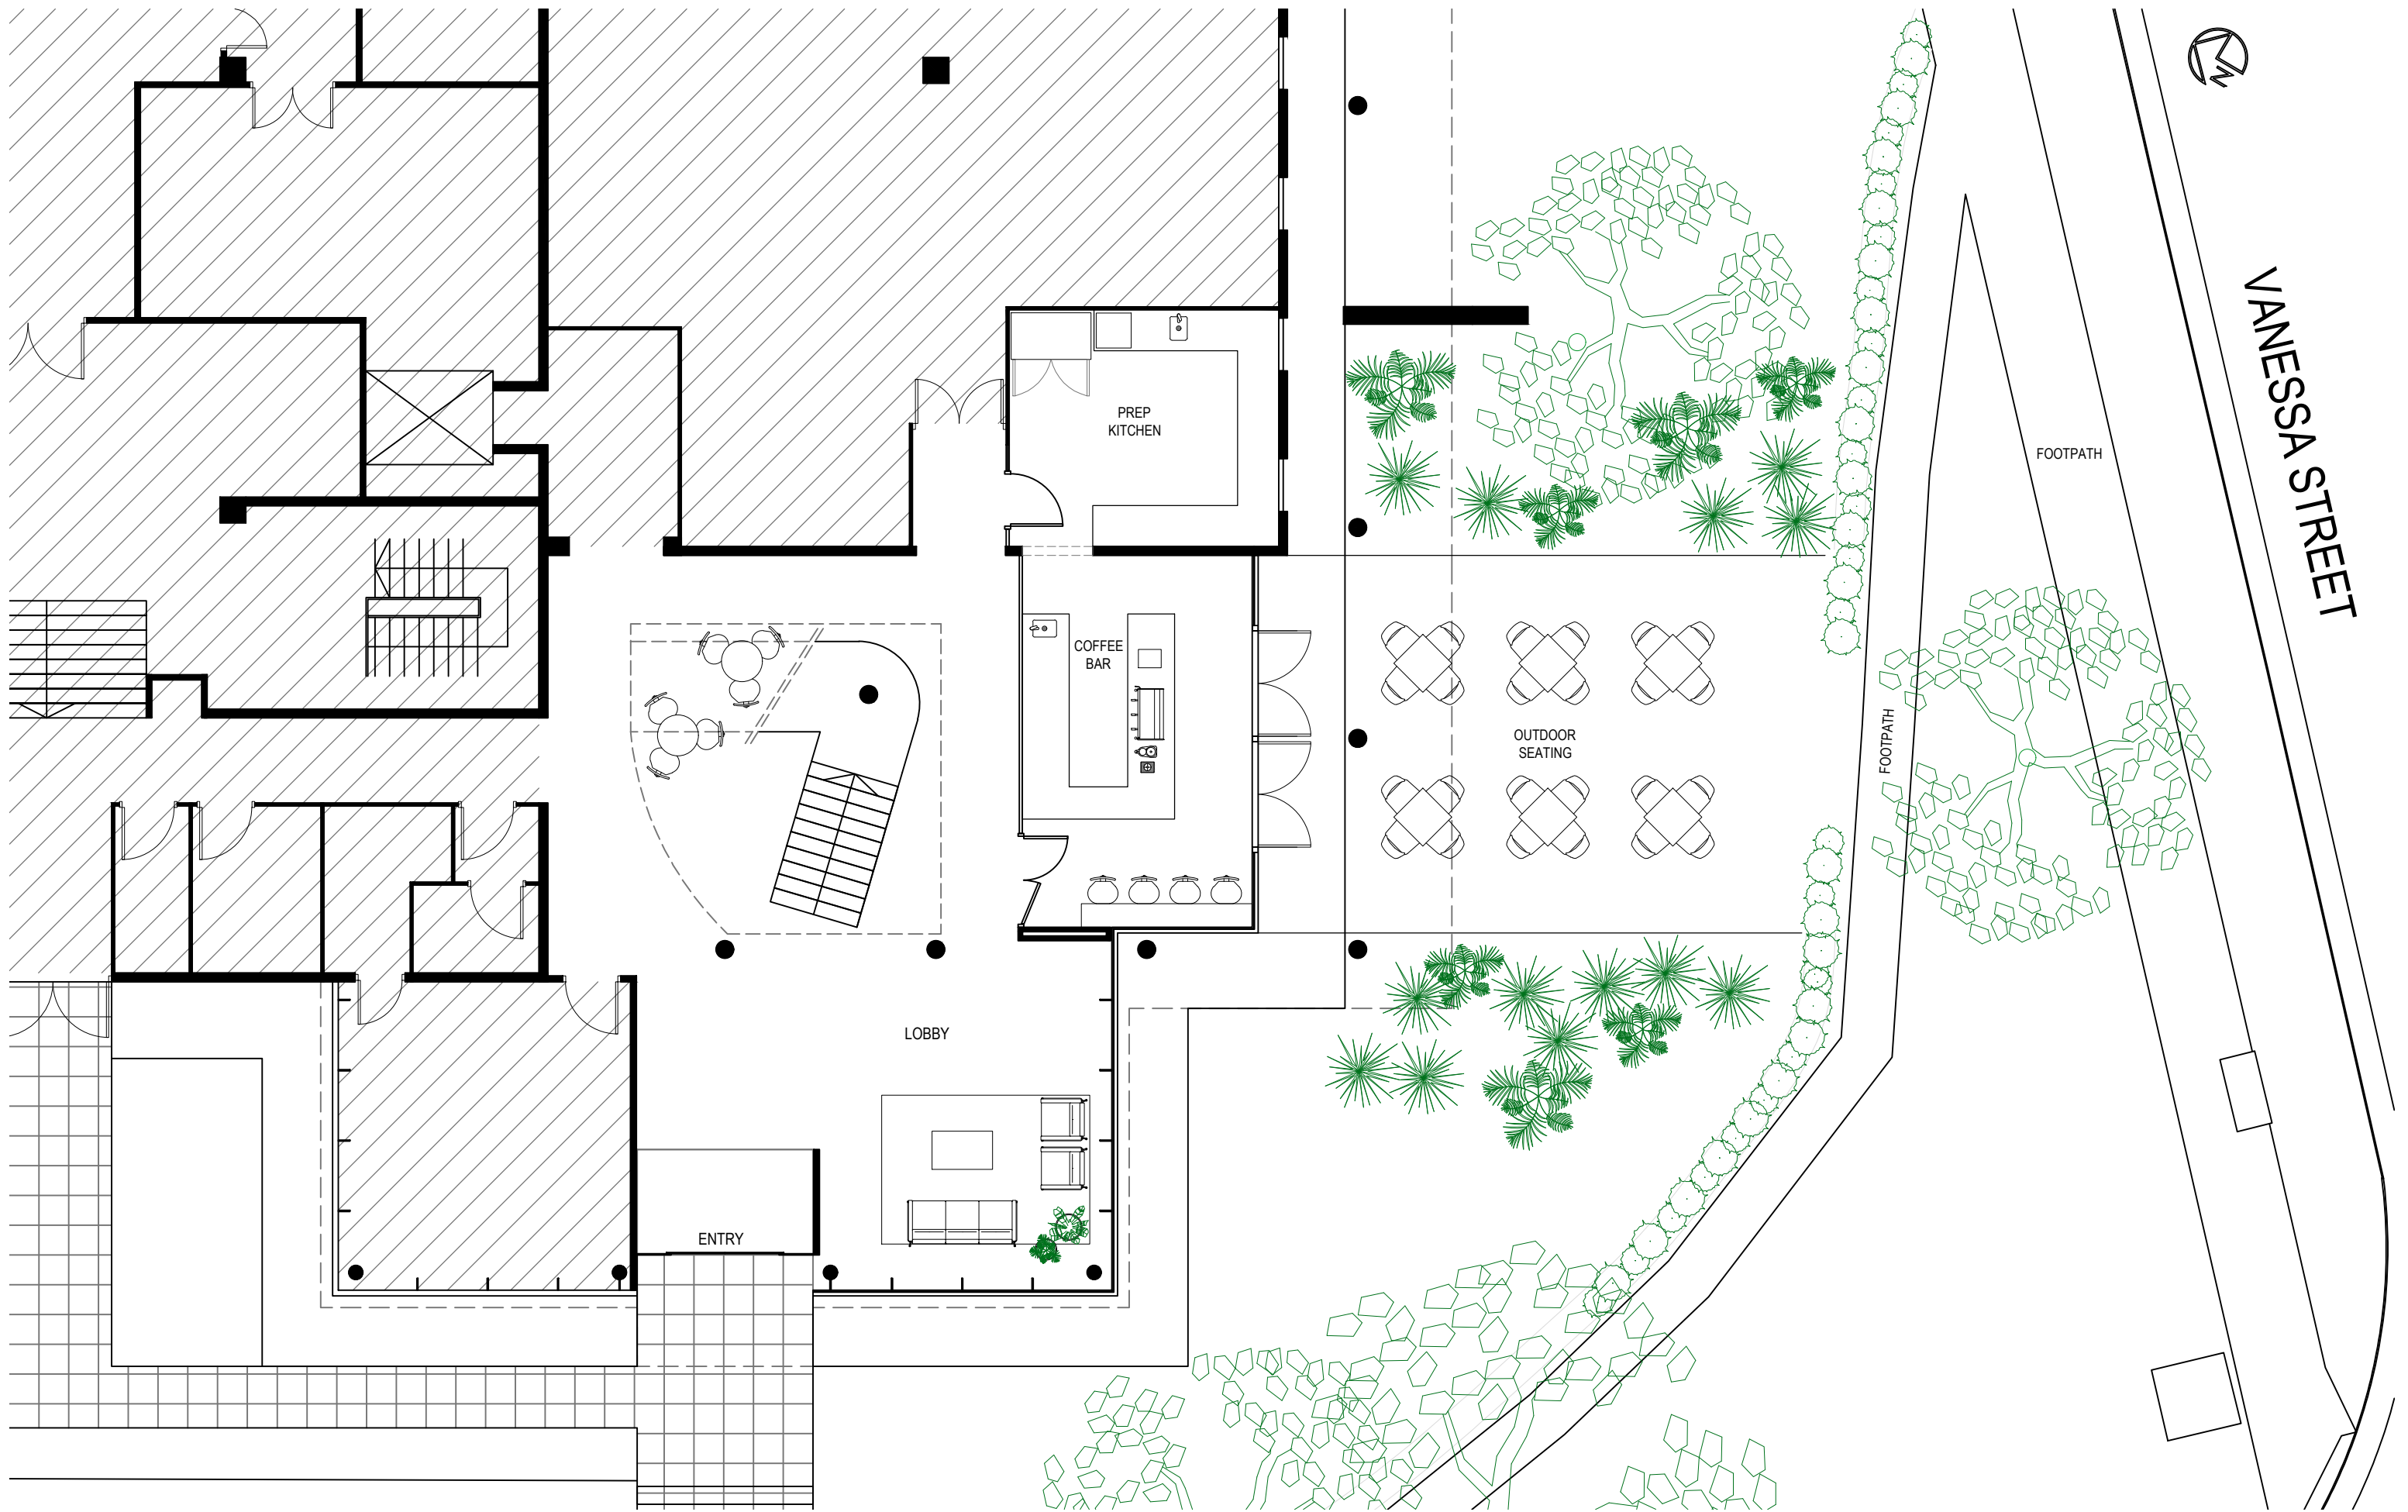 VANESSA STREET
PREP
KITCHEN
FOOTPATH
COFFEE
BAR
OUTDOOR
SEATING
FOOTPATH
LOBBY
ENTRY
N